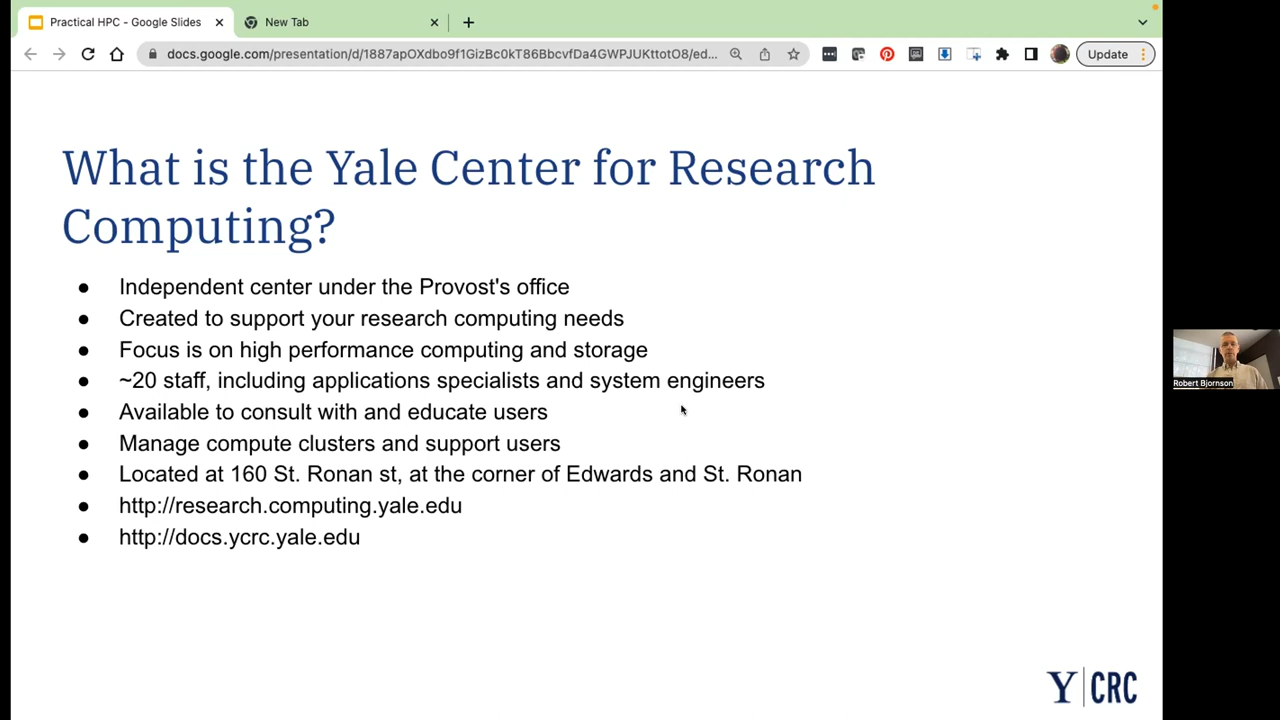 Practical HPC - Google Slides
New Tab
docs.google.com/presentation/d/1887apOXdbo9f1GizBc0kT86BbcvfDa4GWPJUKttotO8/ed...
Update
What is the Yale Center for Research
Computing?
● Independent center under the Provost's office
● Created to support your research computing needs
● Focus is on high performance computing and storage
● ~20 staff, including applications specialists and system engineers
● Available to consult with and educate users
● Manage compute clusters and support users
● Located at 160 St. Ronan st, at the corner of Edwards and St. Ronan
● http://research.computing.yale.edu
● http://docs.ycrc.yale.edu
Robert Bjornson
Y CRC